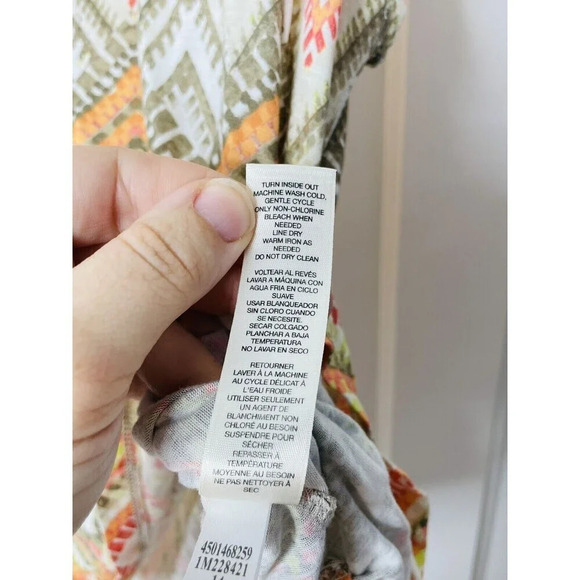 TURN INSIDE OUT
MACHINE WASH COLD,
GENTLE CYCLE
ONLY NON-CHLORINE
BLEACH WHEN
NEEDED
LINE DRY
WARM IRON AS
NEEDED
DO NOT DRY CLEAN
VOLTEAR AL REVÉS
LAVAR A MÁQUINA CON
AGUA FRIA EN CICLO
SUAVE
USAR BLANQUEADOR
SIN CLORO CUANDO
SE NECESITE.
SECAR COLGADO
PLANCHAR A BAJA
TEMPERATURA
NO LAVAR EN SECO
RETOURNER
LAVER À LA MACHINE
AU CYCLE DÉLICAT À
L'EAU FROIDE
UTILISER SEULEMENT
UN AGENT DE
BLANCHIMENT NON
CHLORÉ AU BESOIN
SUSPENDRE POUR
SÉCHER
REPASSER À
TEMPÉRATURE
MOYENNE AU BESOIN
NE PAS NETTOYER À
SEC
4501468259
1M228421